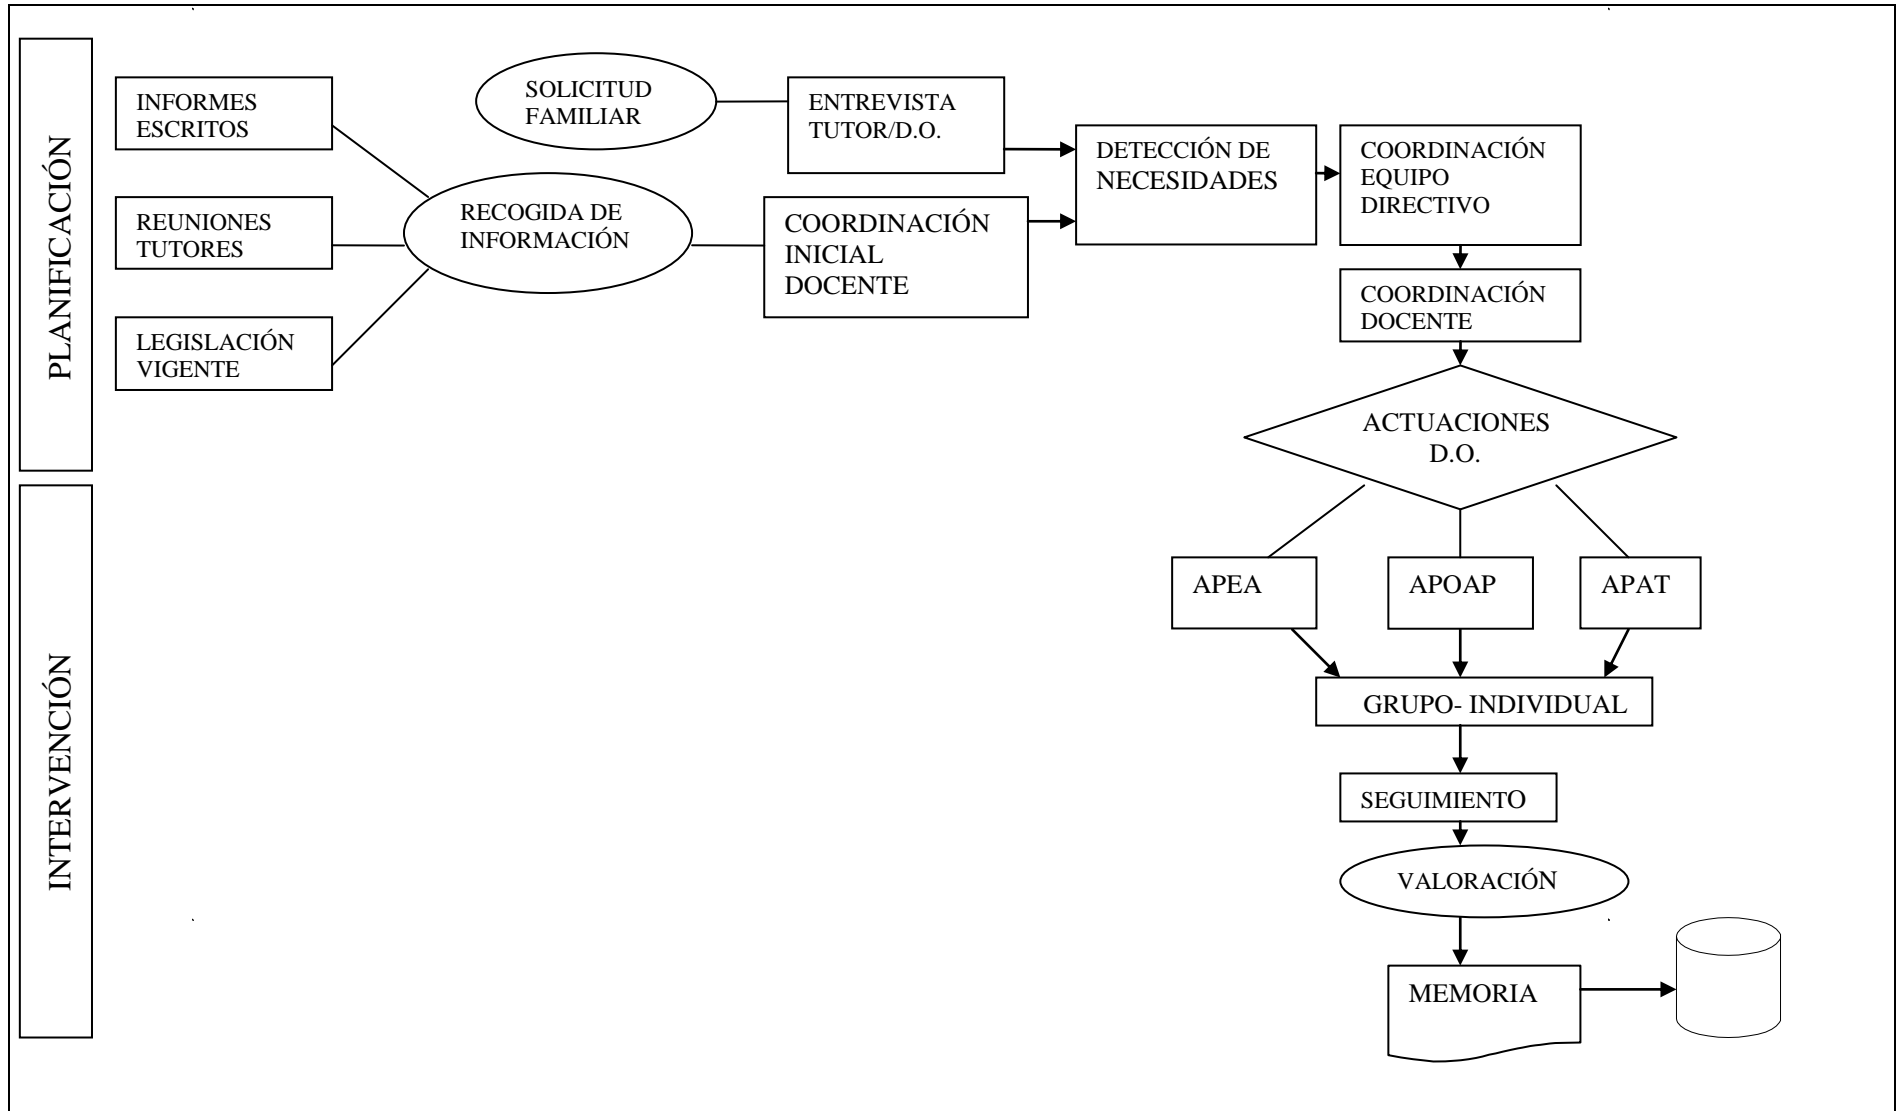 PLANIFICACIÓN
INFORMES
ESCRITOS
REUNIONES
TUTORES
LEGISLACIÓN
VIGENTE
SOLICITUD
FAMILIAR
RECOGIDA DE
INFORMACIÓN
ENTREVISTA
TUTOR/D.O.
COORDINACIÓN
INICIAL
DOCENTE
DETECCIÓN DE
NECESIDADES
COORDINACIÓN
EQUIPO
DIRECTIVO
COORDINACIÓN
DOCENTE
ACTUACIONES
D.O.
INTERVENCIÓN
APEA
APOAP
APAT
GRUPO- INDIVIDUAL
SEGUIMIENTO
VALORACIÓN
MEMORIA